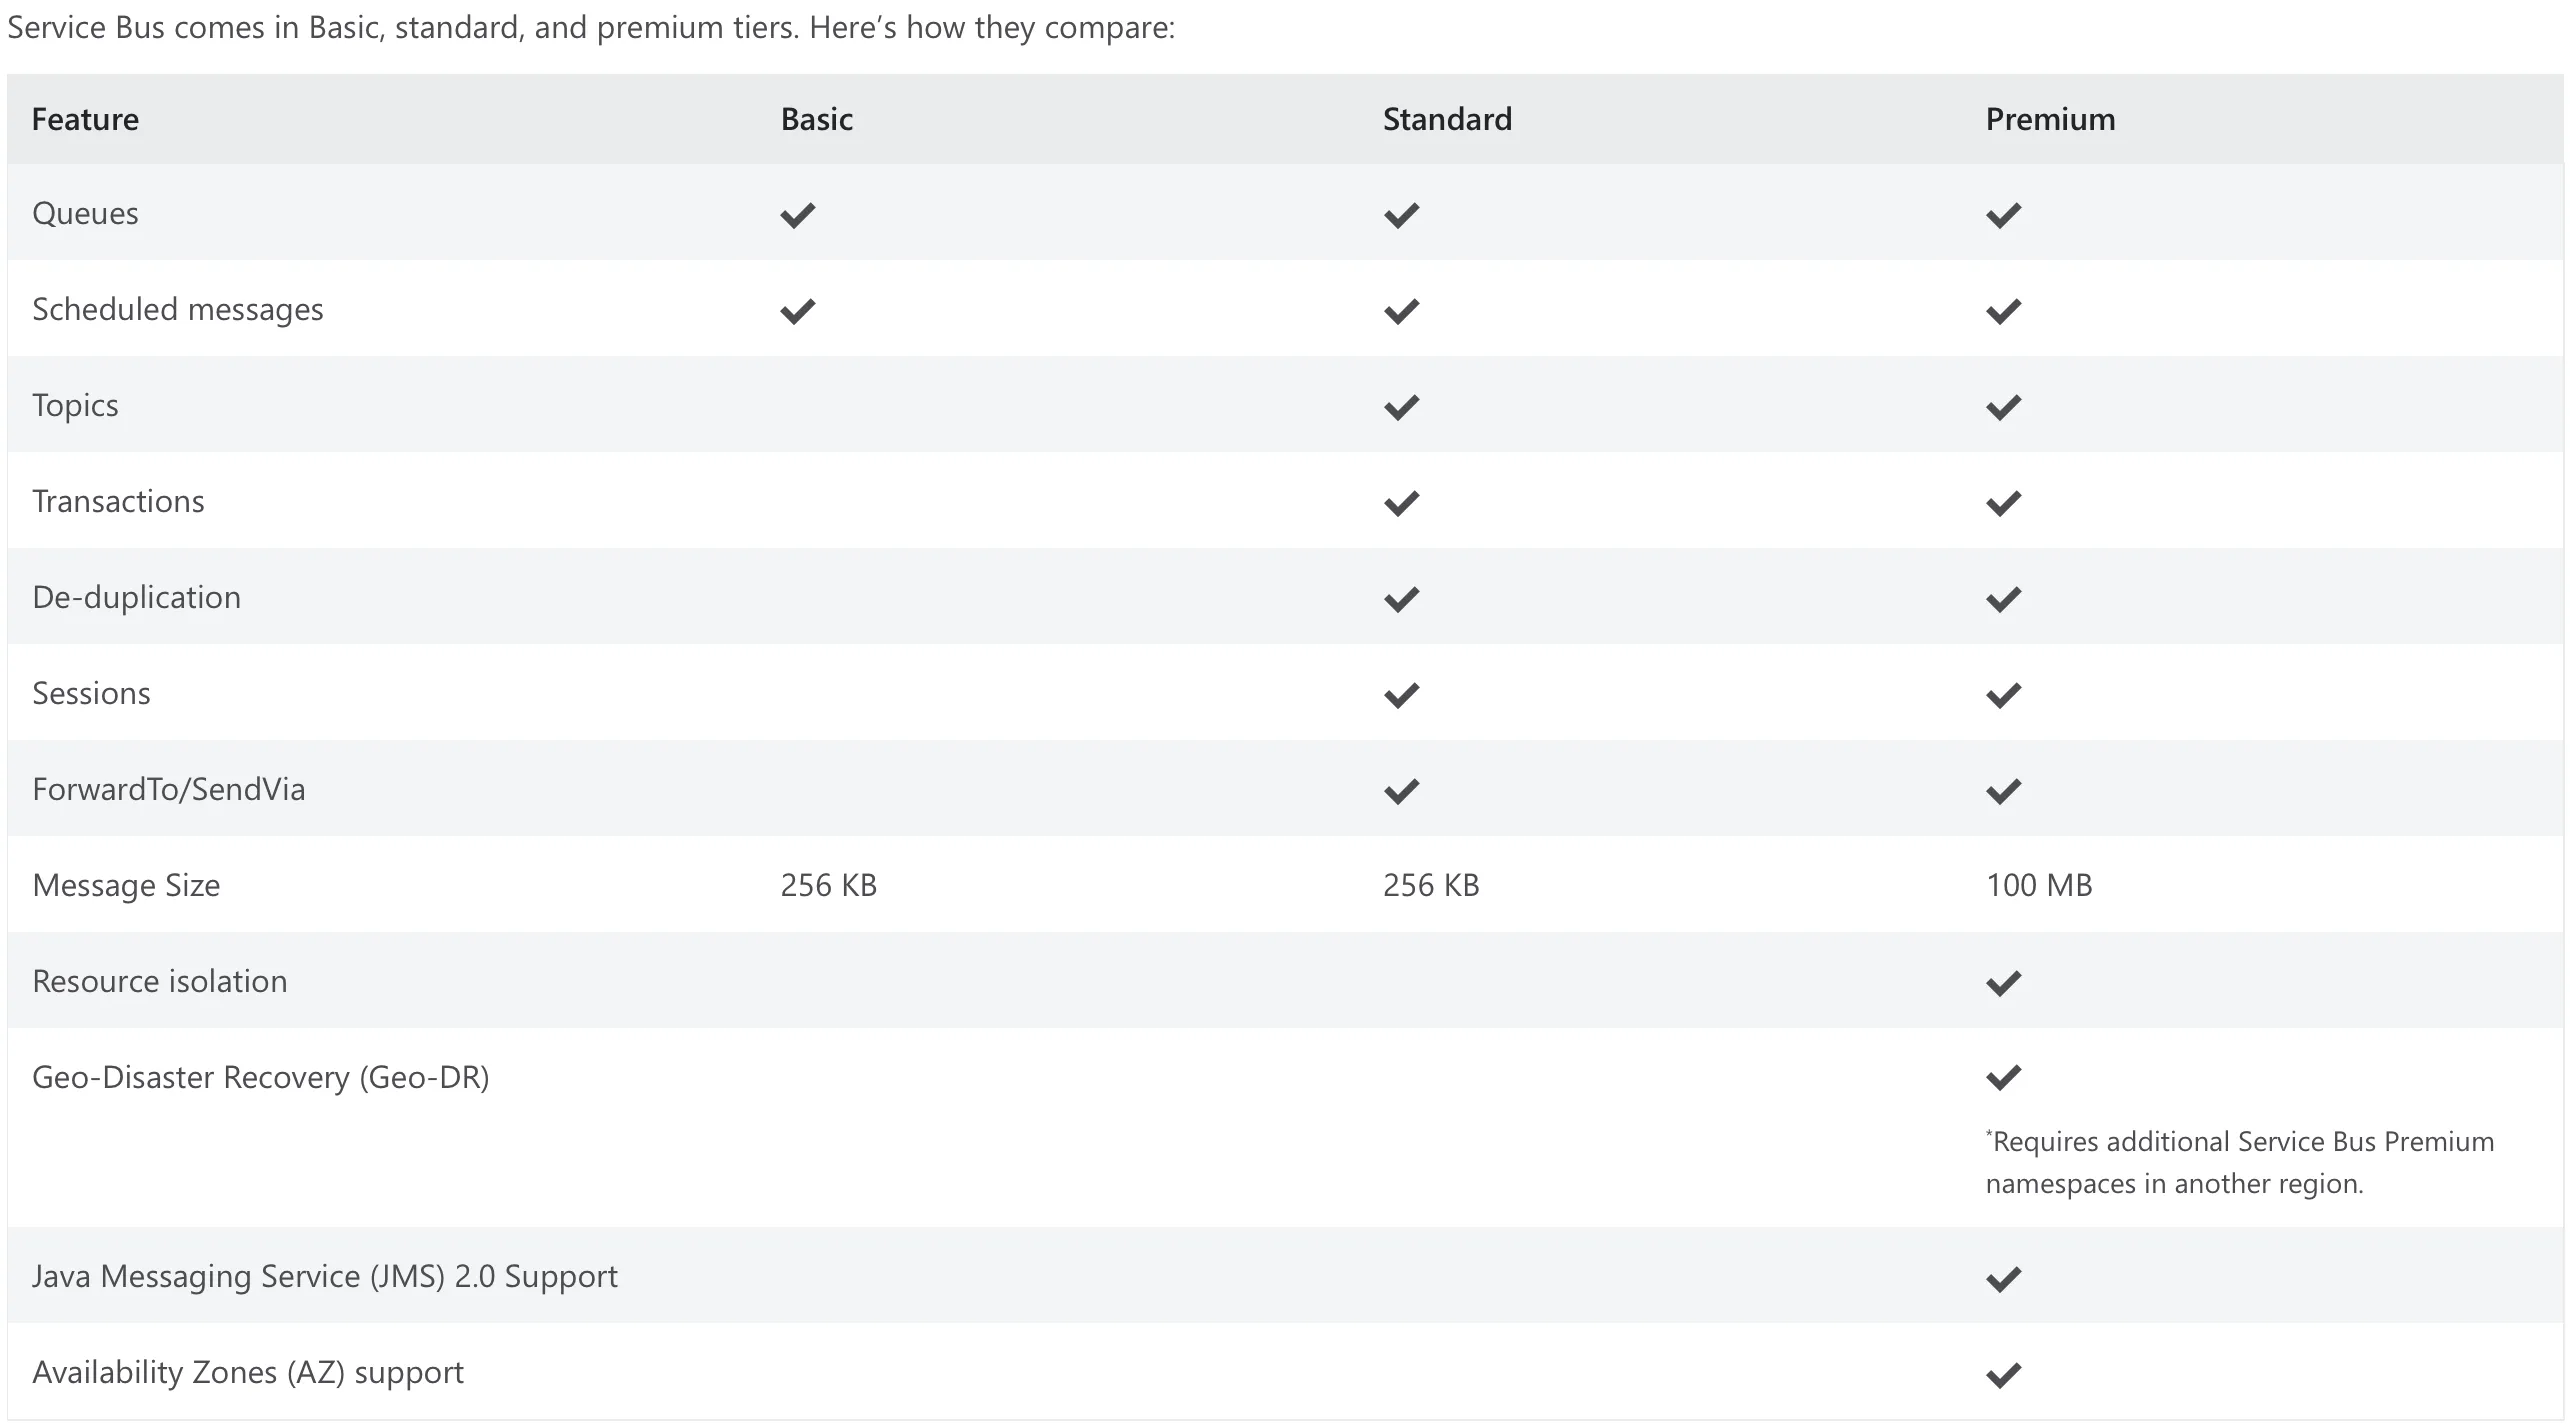 Service Bus comes in Basic, standard, and premium tiers. Here’s how they compare:
Feature Basic Standard Premium
Queues ✔ ✔ ✔
Scheduled messages ✔ ✔ ✔
Topics ✔ ✔
Transactions ✔ ✔
De-duplication ✔ ✔
Sessions ✔ ✔
ForwardTo/SendVia ✔ ✔
Message Size 256 KB 256 KB 100 MB
Resource isolation ✔
Geo-Disaster Recovery (Geo-DR) ✔
*Requires additional Service Bus Premium
namespaces in another region.
Java Messaging Service (JMS) 2.0 Support ✔
Availability Zones (AZ) support ✔